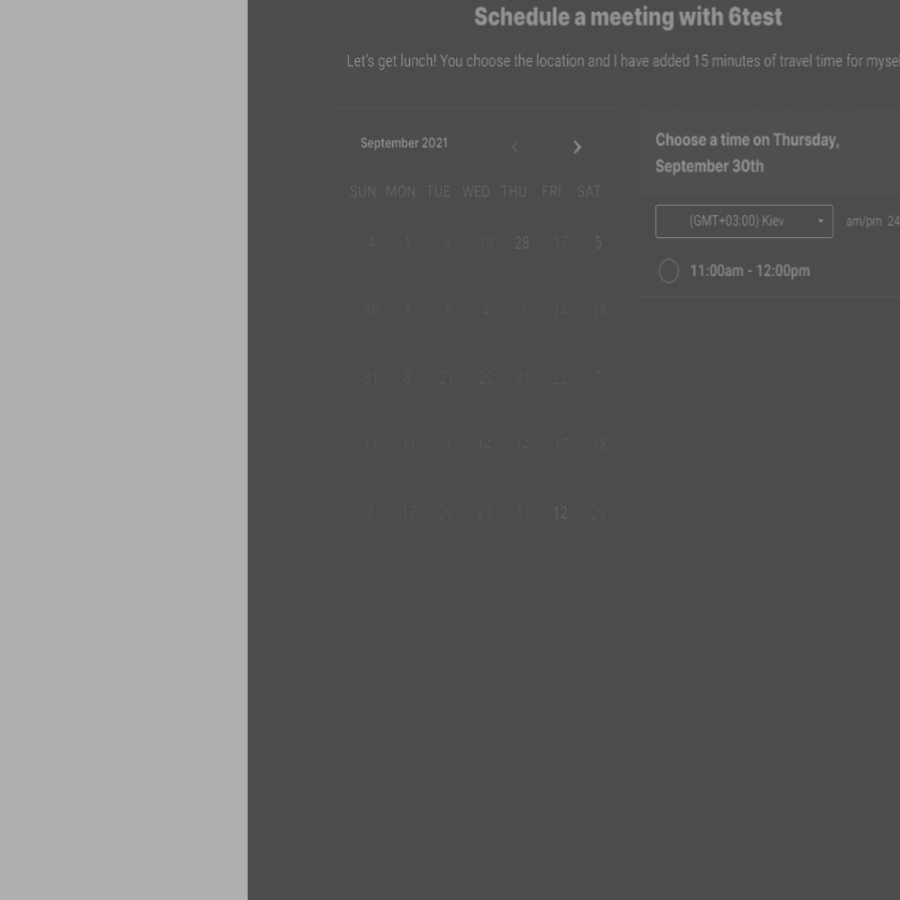 Schedule a meeting with 6test
Let's get lunch! You choose the location and I have added 15 minutes of travel time for myse
September 2021
SUN MON TUE WED THU FRI SAT
4 1 3 13 28 17 5
30 1 6 4 3 14 18
31 8 21 20 31 22 7
11 11 3 14 14 17 18
7 17 29 23 11 12 29
Choose a time on Thursday,
September 30th
(GMT+03:00) Kiev am/pm 24
11:00am - 12:00pm